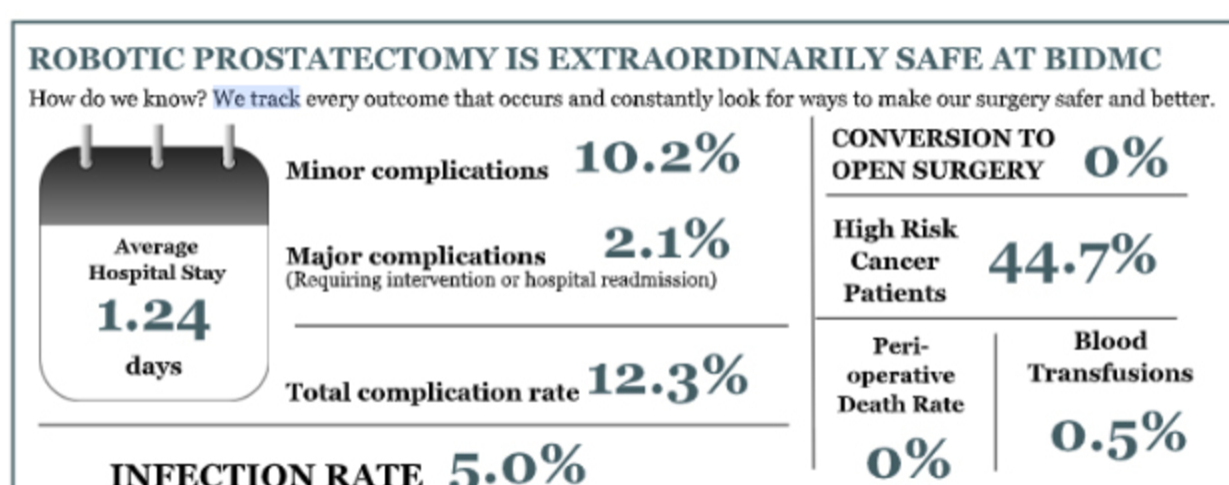 ROBOTIC PROSTATECTOMY IS EXTRAORDINARILY SAFE AT BIDMC
How do we know? We track every outcome that occurs and constantly look for ways to make our surgery safer and better.
Average
Hospital Stay
1.24
days
Minor complications 10.2%
Major complications 2.1%
(Requiring intervention or hospital readmission)
Total complication rate 12.3%
INFECTION RATE 5.0%
CONVERSION TO
OPEN SURGERY 0%
High Risk
Cancer
Patients 44.7%
Peri-
operative
Death Rate
0%
Blood
Transfusions
0.5%